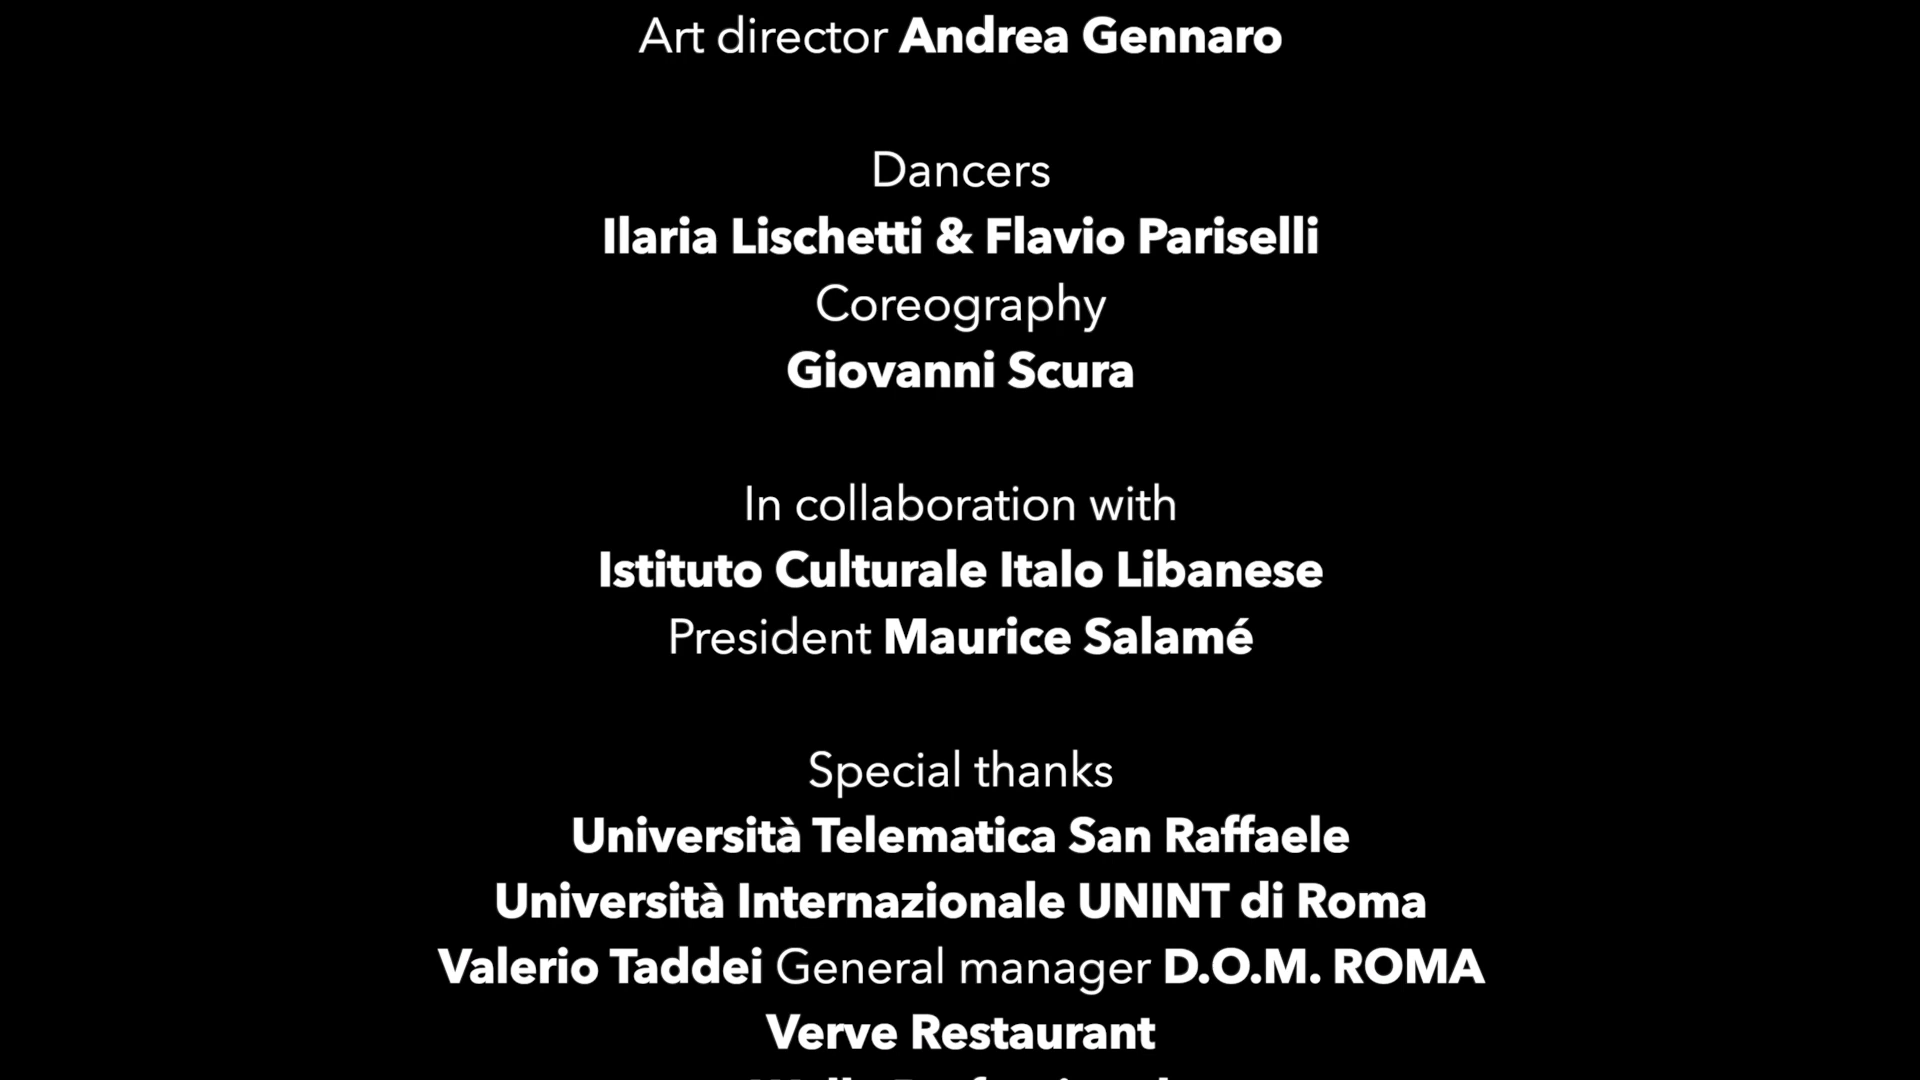 Art director Andrea Gennaro
Dancers
Ilaria Lischetti & Flavio Pariselli
Coreography
Giovanni Scura
In collaboration with
Istituto Culturale Italo Libanese
President Maurice Salamé
Special thanks
Università Telematica San Raffaele
Università Internazionale UNINT di Roma
Valerio Taddei General manager D.O.M. ROMA
Verve Restaurant